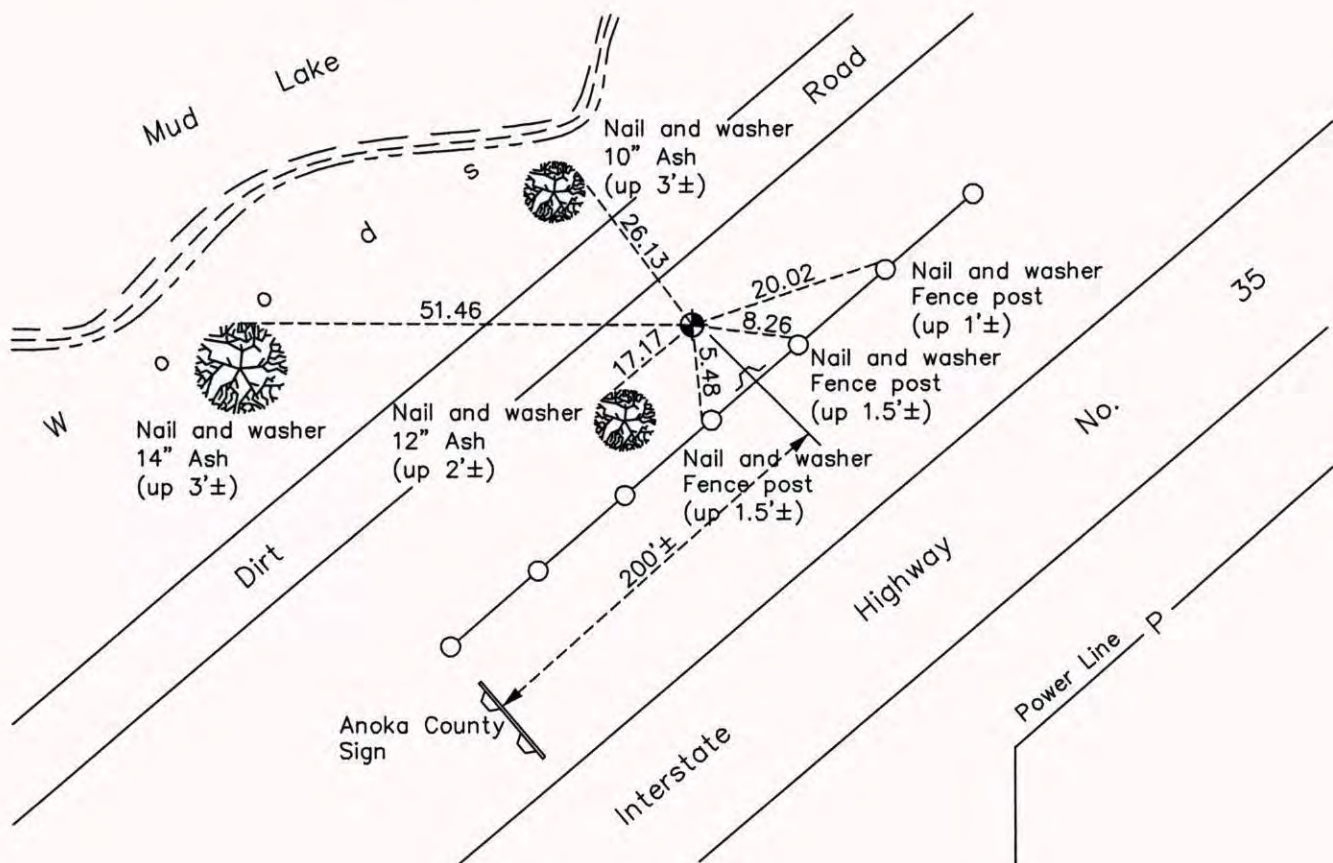 Mud Lake
Road
Nail and washer
10" Ash
(up 3'±)
s
d
o
o
W
26.13
20.02
Nail and washer
Fence post
(up 1'±)
35
51.46
8.26
17.17
5.48
Nail and washer
Fence post
(up 1.5'±)
No.
Nail and washer
14" Ash
(up 3'±)
Nail and washer
12" Ash
(up 2'±)
Nail and washer
Fence post
(up 1.5'±)
Dirt
200'±
Highway
Power Line P
Anoka County
Sign
Interstate